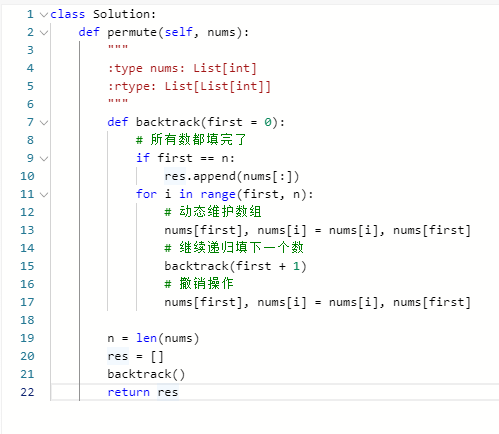 1 class Solution:
2     def permute(self, nums):
3         """
4         :type nums: List[int]
5         :rtype: List[List[int]]
6         """
7         def backtrack(first = 0):
8             # 所有数都填完了
9             if first == n:
10                 res.append(nums[:])
11             for i in range(first, n):
12                 # 动态维护数组
13                 nums[first], nums[i] = nums[i], nums[first]
14                 # 继续递归填下一个数
15                 backtrack(first + 1)
16                 # 撤销操作
17                 nums[first], nums[i] = nums[i], nums[first]
18
19         n = len(nums)
20         res = []
21         backtrack()
22         return res